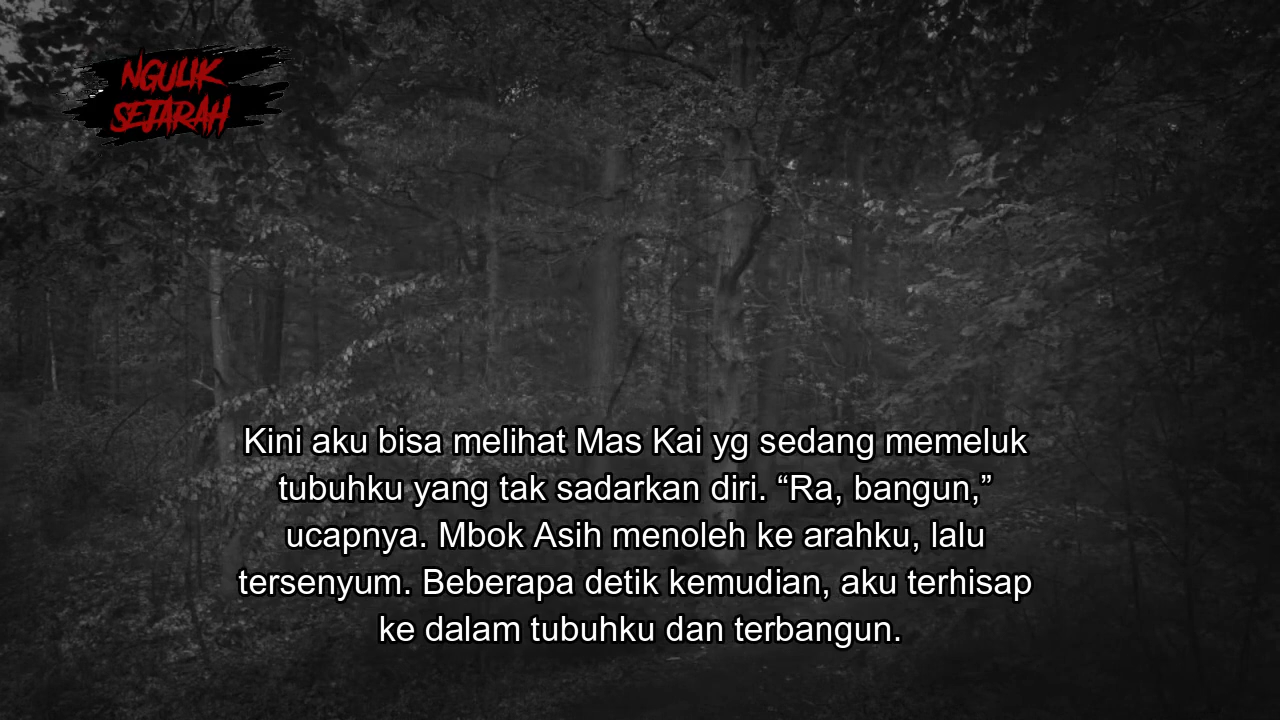 NGULIK
SEJARAH
Kini aku bisa melihat Mas Kai yg sedang memeluk
tubuhku yang tak sadarkan diri. “Ra, bangun,”
ucapnya. Mbok Asih menoleh ke arahku, lalu
tersenyum. Beberapa detik kemudian, aku terhisap
ke dalam tubuhku dan terbangun.